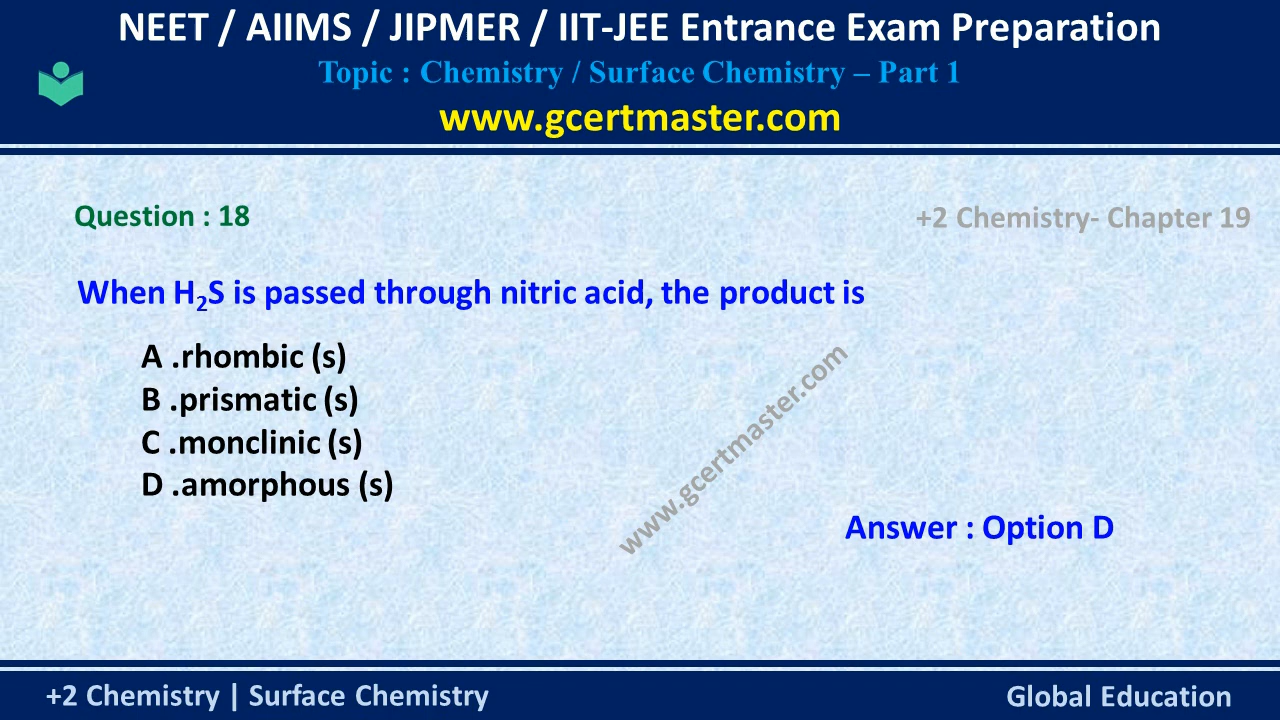 NEET / AIIMS / JIPMER / IIT-JEE Entrance Exam Preparation
Topic : Chemistry / Surface Chemistry – Part 1
www.gcertmaster.com
Question : 18
+2 Chemistry- Chapter 19
When H₂S is passed through nitric acid, the product is
A .rhombic (s)
B .prismatic (s)
C .monclinic (s)
D .amorphous (s)
www.gcertmaster.com
Answer : Option D
+2 Chemistry | Surface Chemistry
Global Education